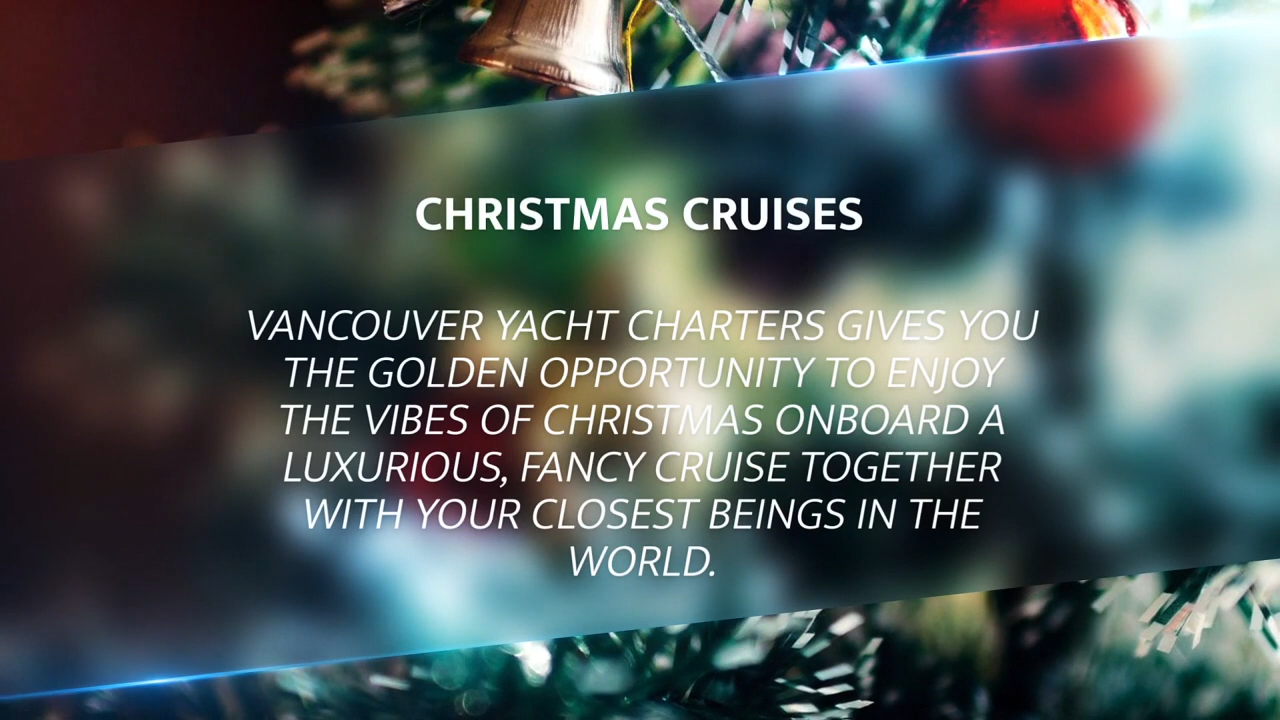 CHRISTMAS CRUISES
VANCOUVER YACHT CHARTERS GIVES YOU
THE GOLDEN OPPORTUNITY TO ENJOY
THE VIBES OF CHRISTMAS ONBOARD A
LUXURIOUS, FANCY CRUISE TOGETHER
WITH YOUR CLOSEST BEINGS IN THE
WORLD.